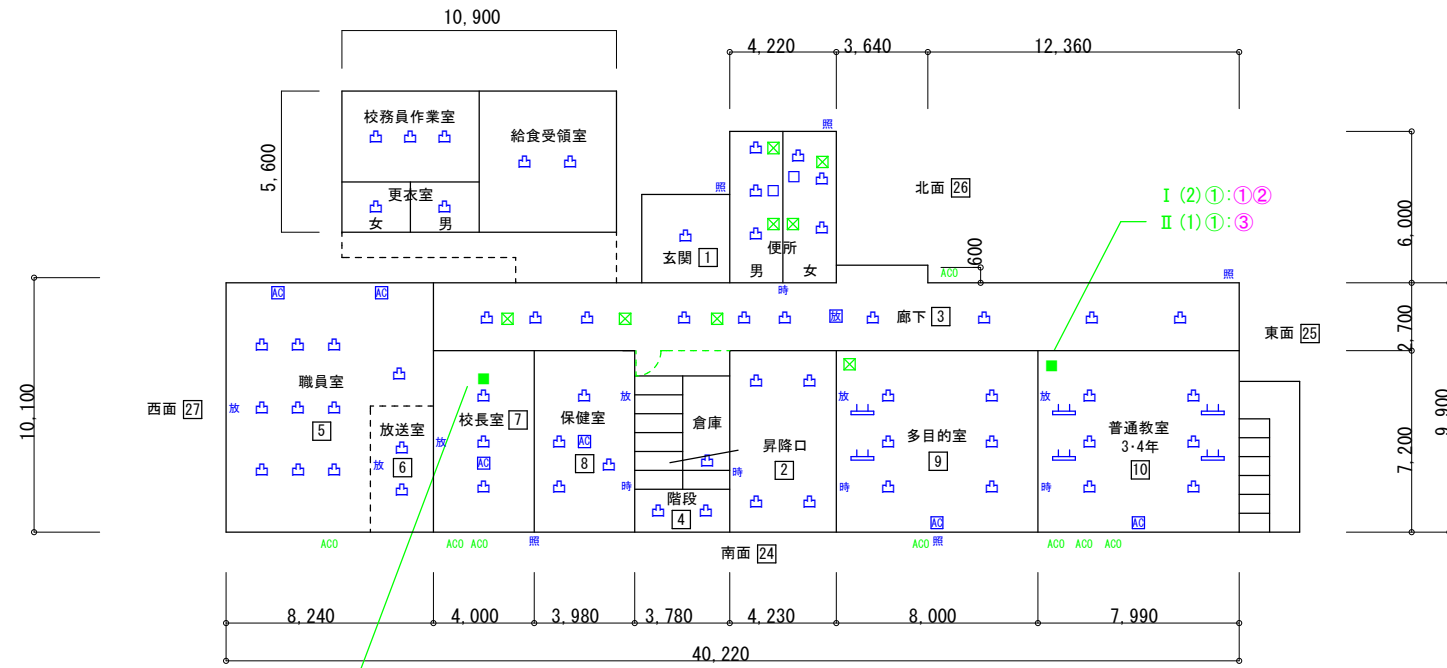 10,900
4,220
3,640
12,360
校務員作業室
給食受領室
照
5,600
更衣室
女
男
照
北面 26
Ⅰ(2)①:①②
Ⅱ(1)①:③
6,000
玄関 1
便所
男
女
600
ACO
照
AC
AC
時
放
廊下 3
2,700
東面 25
10,100
職員室
5
西面 27
放
放送室
放
6
校長室 7
放
AC
保健室
AC
8
放
時
倉庫
階段
4
昇降口
2
時
放
多目的室
9
時
AC
放
普通教室
3・4年
10
時
AC
7,200
9,900
ACO
ACO ACO
照
南面 24
ACO 照
ACO ACO ACO
8,240
4,000
3,980
3,780
4,230
8,000
7,990
40,220